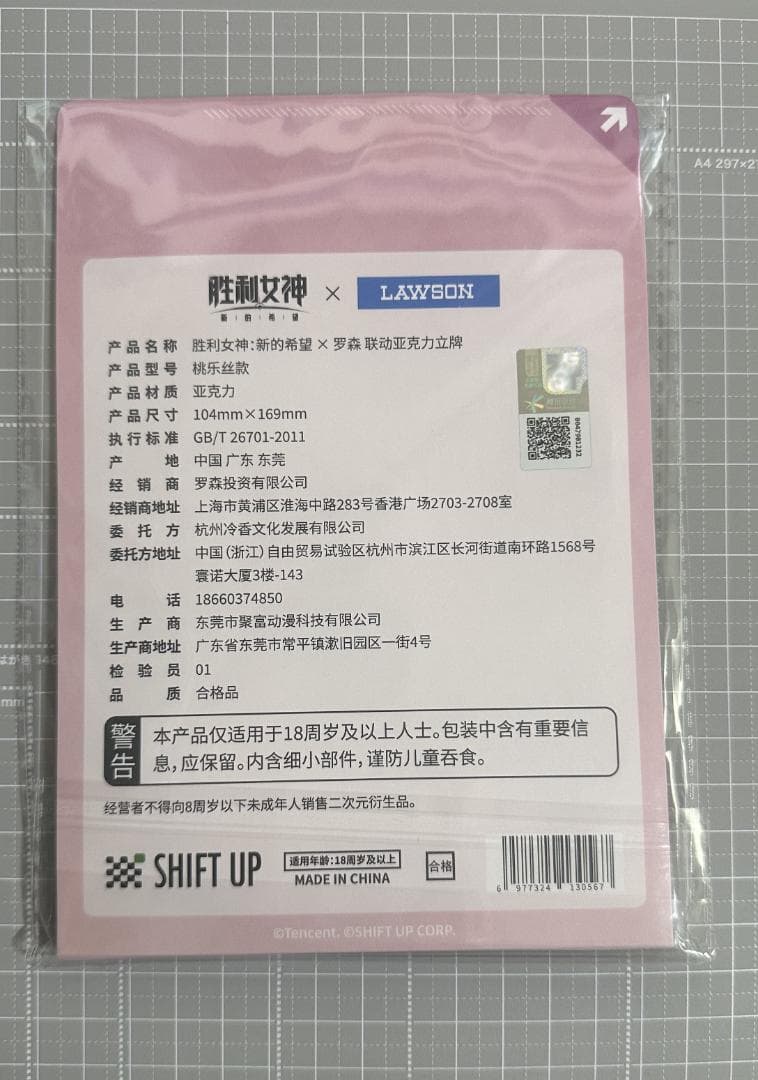 A4 297×2
胜利女神
新的希望
×
LAWSON
产品名称 胜利女神:新的希望 × 罗森 联动亚克力立牌
产品型号 桃乐丝款
产品材质 亚克力
产品尺寸 104mm×169mm
执行标准 GB/T 26701-2011
产 地 中国 广东 东莞
经 销 商 罗森投资有限公司
经销商地址 上海市黄浦区淮海中路283号香港广场2703-2708室
委 托 方 杭州冷香文化发展有限公司
委托方地址 中国(浙江)自由贸易试验区杭州市滨江区长河街道南环路1568号
寰诺大厦3楼-143
电 话 18660374850
生 产 商 东莞市聚富动漫科技有限公司
生产商地址 广东省东莞市常平镇漱旧园区一街4号
检 验 员 01
品 质 合格品
警告
本产品仅适用于18周岁及以上人士。包装中含有重要信
息,应保留。内含细小部件,谨防儿童吞食。
经营者不得向8周岁以下未成年人销售二次元衍生品。
SHIFT UP
适用年龄:18周岁及以上
MADE IN CHINA
合格
6 977324 130567
©Tencent. ©SHIFT UP CORP.